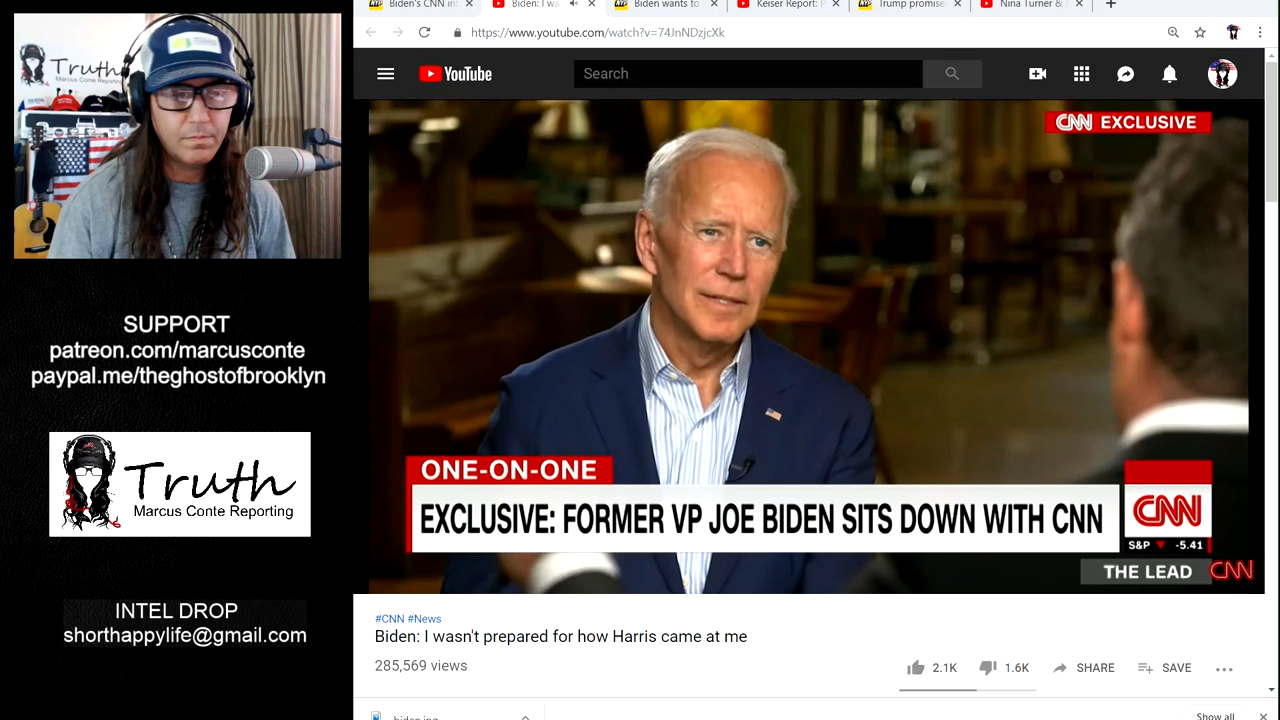 Biden's CNN in
Biden: I wa
Biden wants to
Keiser Report:
Trump promise
Nina Turner &
https://www.youtube.com/watch?v=74JnNDzjcXk
YouTube
Search
Truth
Marcus Conte Reporting
CNN EXCLUSIVE
SUPPORT
patreon.com/marcusconte
paypal.me/theghostofbrooklyn
Truth
Marcus Conte Reporting
INTEL DROP
shorthappylife@gmail.com
ONE-ON-ONE
EXCLUSIVE: FORMER VP JOE BIDEN SITS DOWN WITH CNN
CNN
S&P ▼ -5.41
THE LEAD CNN
#CNN #News
Biden: I wasn't prepared for how Harris came at me
285,569 views
2.1K 1.6K SHARE SAVE
biden.jpg
Show all